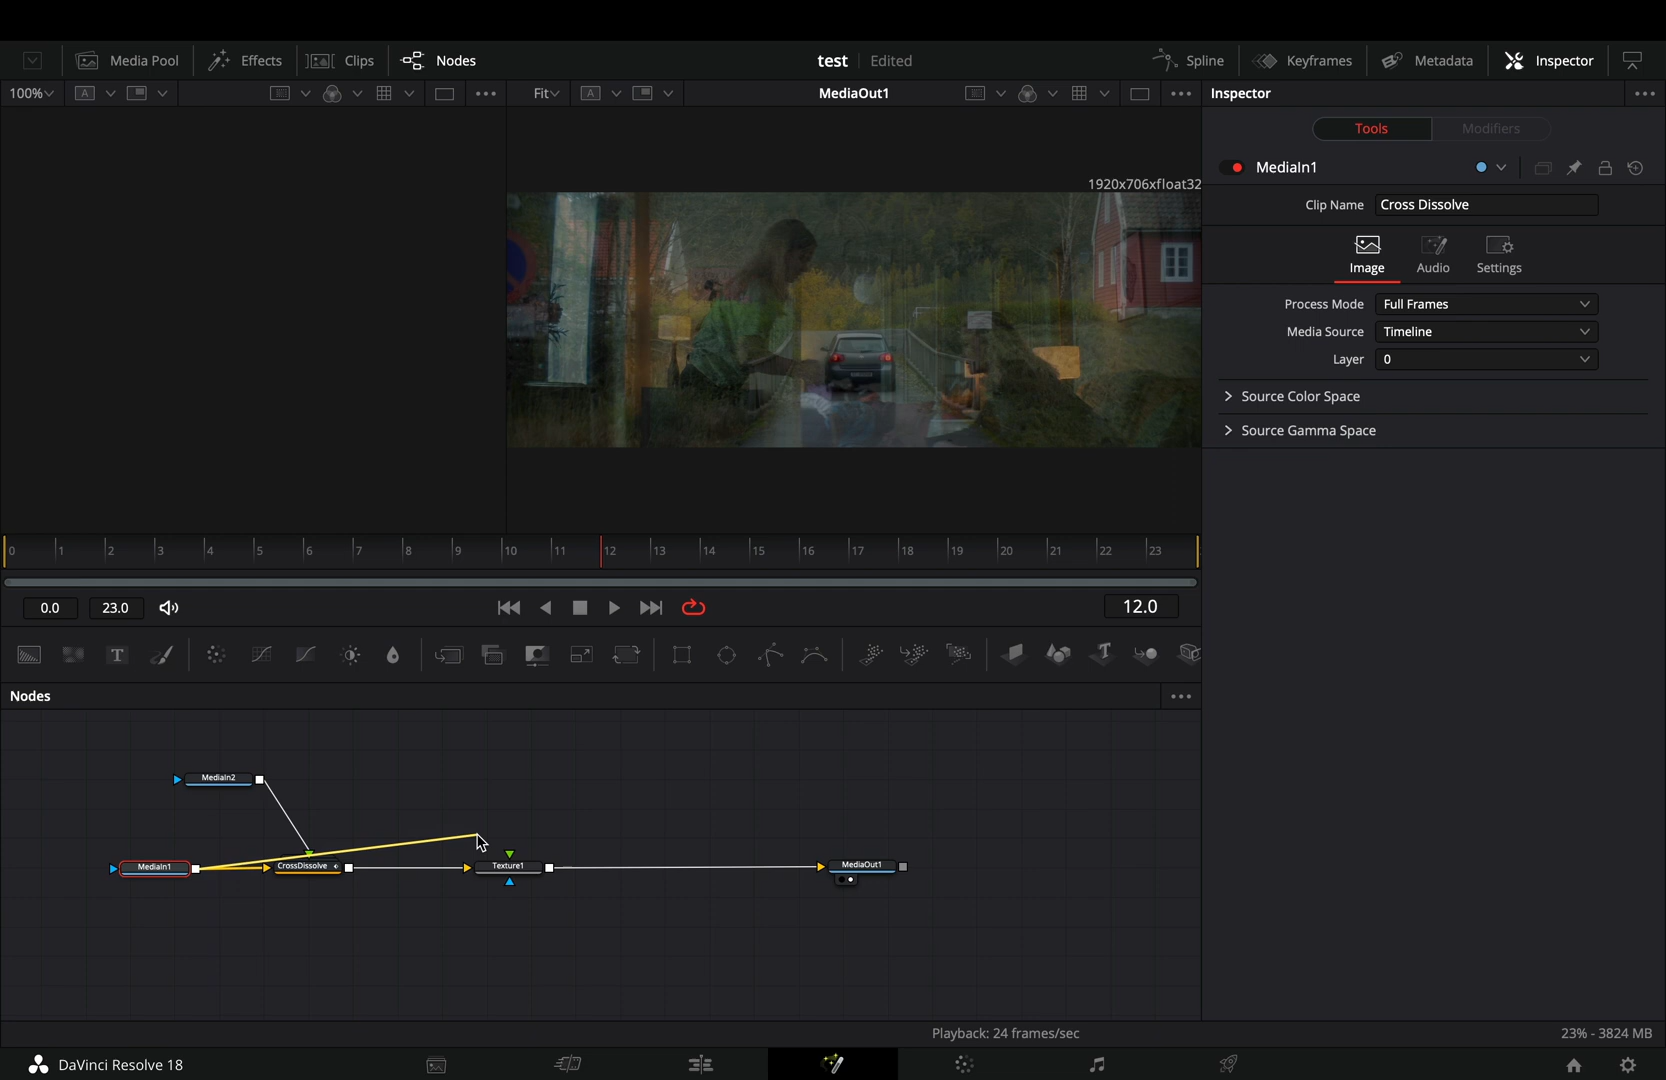 Media Pool
Effects
Clips
Nodes
test
Edited
Spline
Keyframes
Metadata
Inspector
100%
A
Fit
A
MediaOut1
Inspector
Tools
Modifiers
1920x706xfloat32
MediaIn1
Clip Name
Cross Dissolve
Image
Audio
Settings
Process Mode
Full Frames
Media Source
Timeline
Layer
0
Source Color Space
Source Gamma Space
0 1 2 3 4 5 6 7 8 9 10 11 12 13 14 15 16 17 18 19 20 21 22 23
0.0
23.0
12.0
T
T
Nodes
MediaIn2
MediaIn1
CrossDissolve
Texture1
MediaOut1
Playback: 24 frames/sec
23% - 3824 MB
DaVinci Resolve 18